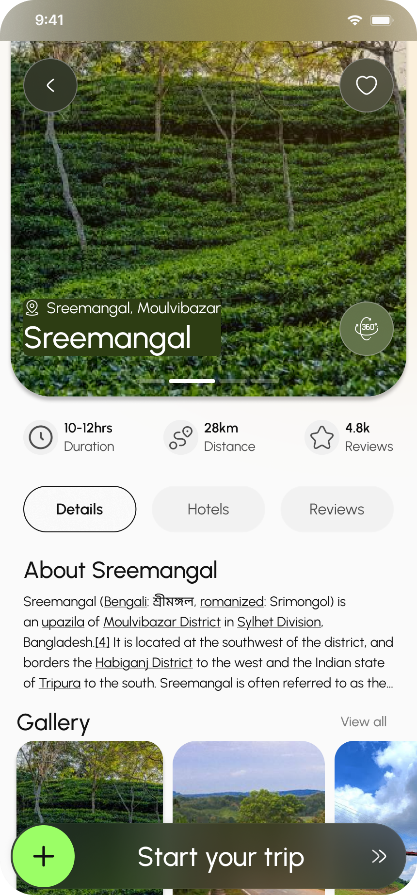 9:41
Sreemangal, Moulvibazar
Sreemangal
360°
10-12hrs
Duration
28km
Distance
4.8k
Reviews
Details
Hotels
Reviews
About Sreemangal
Sreemangal (Bengali: শ্রীমঙ্গল, romanized: Srimongol) is
an upazila of Moulvibazar District in Sylhet Division,
Bangladesh.[4] It is located at the southwest of the district, and
borders the Habiganj District to the west and the Indian state
of Tripura to the south. Sreemangal is often referred to as the...
Gallery
View all
Start your trip